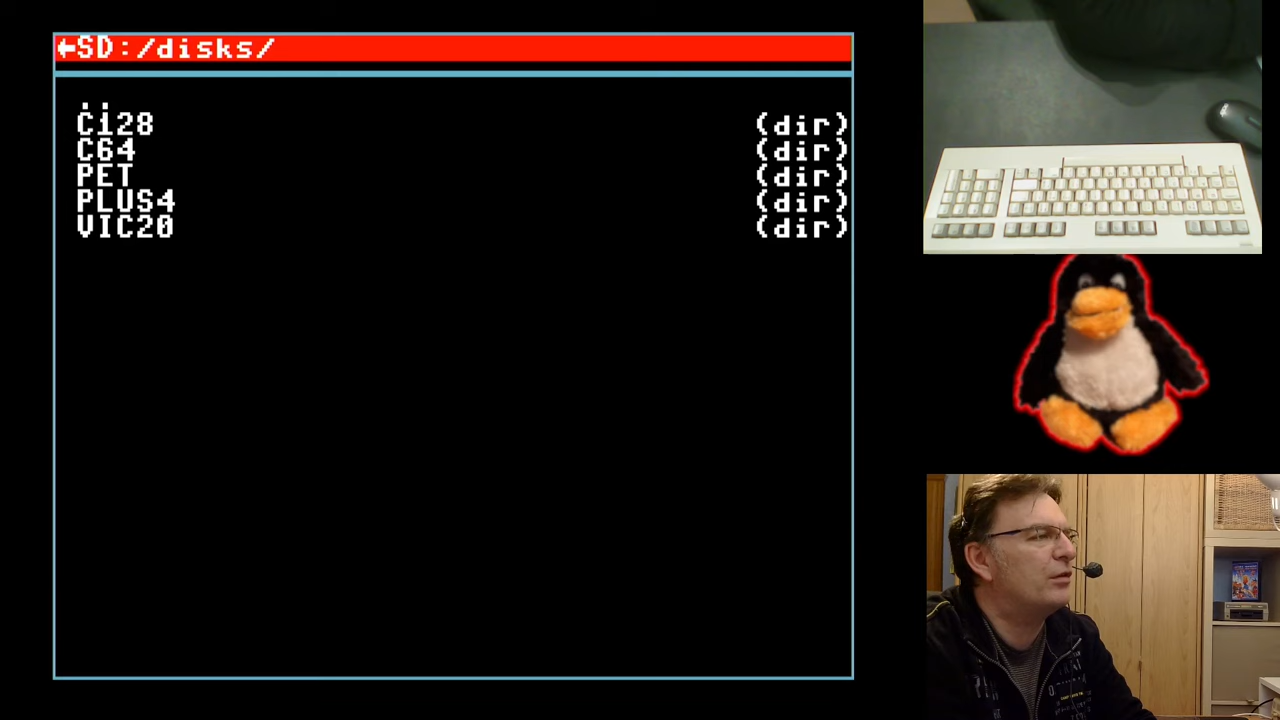 ←SD:/disks/
..
C128 (dir)
C64 (dir)
PET (dir)
PLUS4 (dir)
VIC20 (dir)